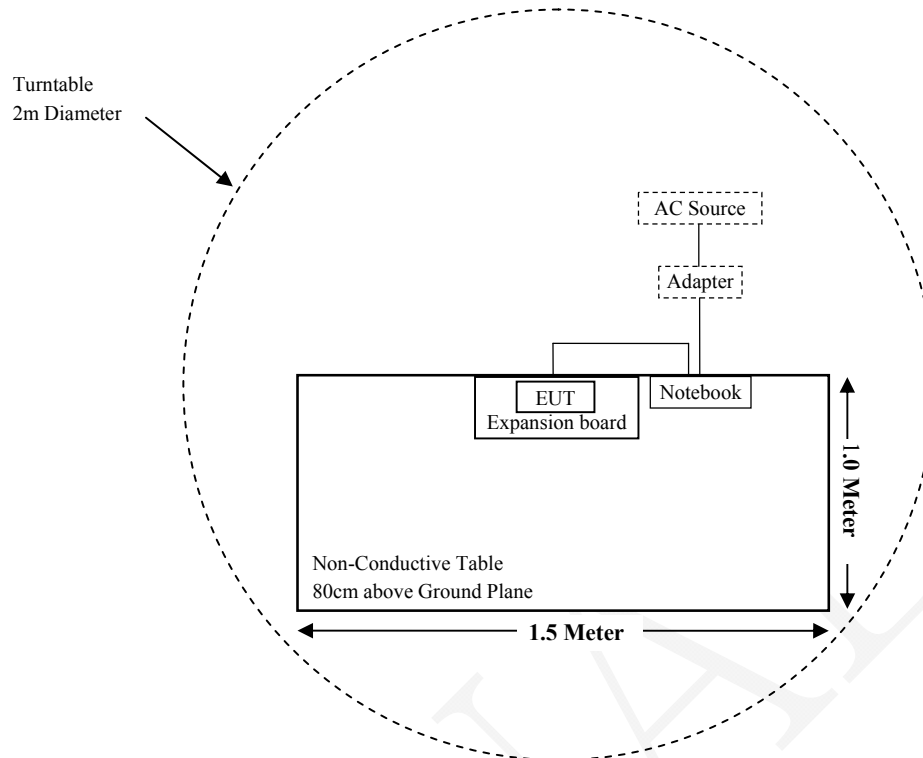 Turntable
2m Diameter
AC Source
Adapter
EUT
Notebook
Expansion board
1.0 Meter
Non-Conductive Table
80cm above Ground Plane
1.5 Meter